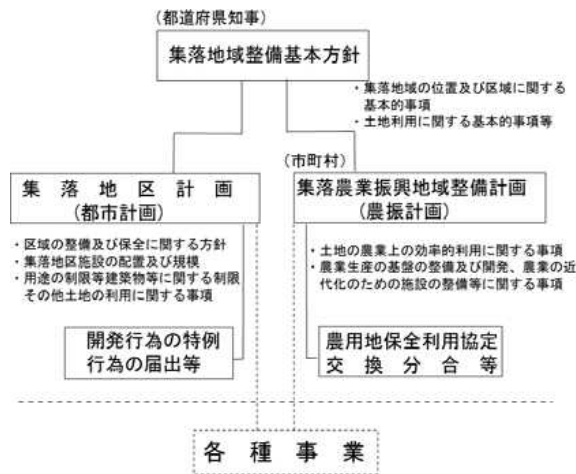 (都道府県知事)
集落地域整備基本方針
・集落地域の位置及び区域に関する
基本的事項
・土地利用に関する基本的事項等
(市町村)
集落地区計画
(都市計画)
集落農業振興地域整備計画
(農振計画)
・区域の整備及び保全に関する方針
・集落地区施設の配置及び規模
・用途の制限等建築物等に関する制限
その他土地の利用に関する事項
・土地の農業上の効率的利用に関する事項
・農業生産の基盤の整備及び開発、農業の近
代化のための施設の整備等に関する事項
開発行為の特例
行為の届出等
農用地保全利用協定
交換分合等
各種事業